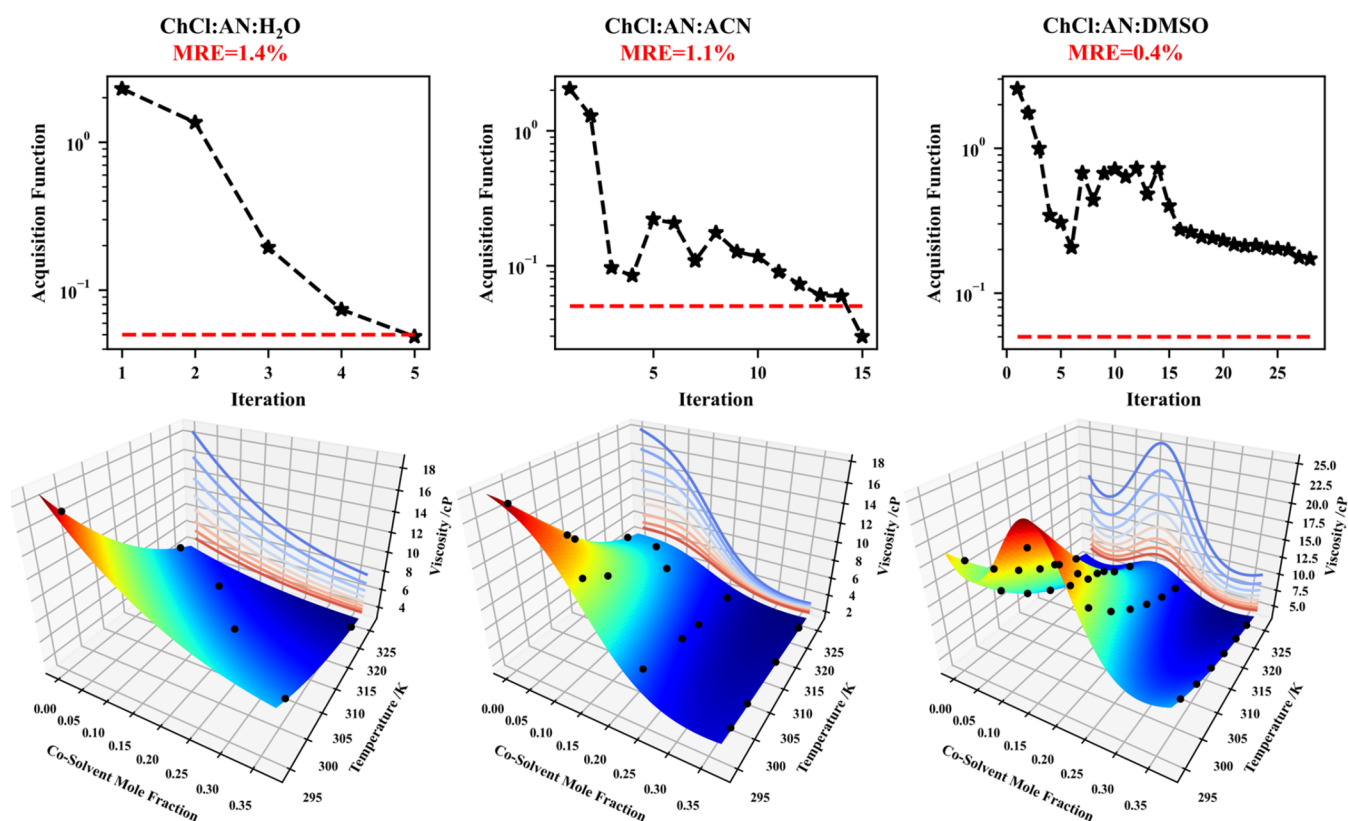 ChCl:AN:H₂O
MRE=1.4%
Acquisition Function
10⁰
10⁻¹
1 2 3 4 5
Iteration
ChCl:AN:ACN
MRE=1.1%
Acquisition Function
10⁰
10⁻¹
5 10 15
Iteration
ChCl:AN:DMSO
MRE=0.4%
Acquisition Function
10⁰
10⁻¹
0 5 10 15 20 25
Iteration
18
16
14
12
10
8
6
4
Viscosity /cP
0.00 0.05 0.10 0.15 0.20 0.25 0.30 0.35
Co-Solvent Mole Fraction
295 300 305 310 315 320 325
Temperature /K
18
16
14
12
10
8
6
4
2
Viscosity /cP
0.00 0.05 0.10 0.15 0.20 0.25 0.30 0.35
Co-Solvent Mole Fraction
295 300 305 310 315 320 325
Temperature /K
25.0
22.5
20.0
17.5
15.0
12.5
10.0
7.5
5.0
Viscosity /cP
0.00 0.05 0.10 0.15 0.20 0.25 0.30 0.35
Co-Solvent Mole Fraction
295 300 305 310 315 320 325
Temperature /K